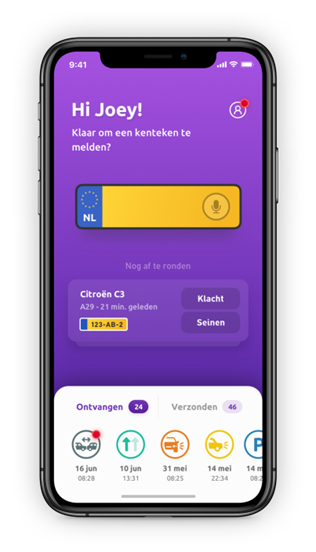 9:41
Hi Joey!
Klaar om een kenteken te
melden?
NL
Nog af te ronden
Citroën C3
A29 - 21 min. geleden
123-AB-2
Klacht
Seinen
Ontvangen 24
Verzonden 46
16 jun 10 jun 31 mei 14 mei 14 m
08:28 13:31 08:25 22:34 08:2